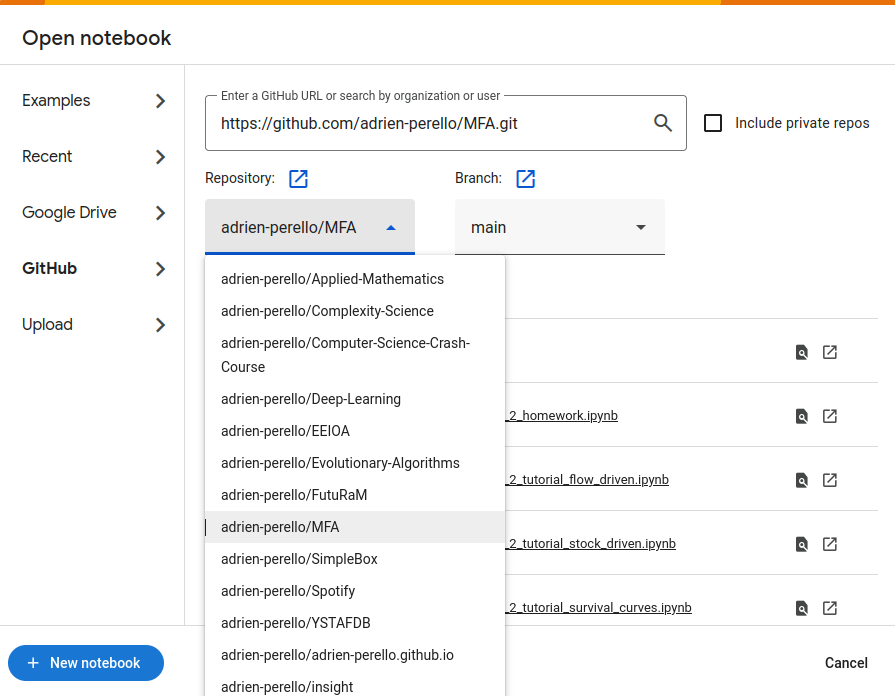 Open notebook
Examples
Recent
Google Drive
GitHub
Upload
Enter a GitHub URL or search by organization or user
https://github.com/adrien-perello/MFA.git
Include private repos
Repository:
Branch:
adrien-perello/MFA
main
adrien-perello/Applied-Mathematics
adrien-perello/Complexity-Science
adrien-perello/Computer-Science-Crash-
Course
adrien-perello/Deep-Learning
adrien-perello/EEIOA
adrien-perello/Evolutionary-Algorithms
adrien-perello/FutuRaM
adrien-perello/MFA
adrien-perello/SimpleBox
adrien-perello/Spotify
adrien-perello/YSTAFDB
adrien-perello/adrien-perello.github.io
adrien-perello/insight
_2_homework.ipynb
_2_tutorial_flow_driven.ipynb
_2_tutorial_stock_driven.ipynb
_2_tutorial_survival_curves.ipynb
+ New notebook
Cancel